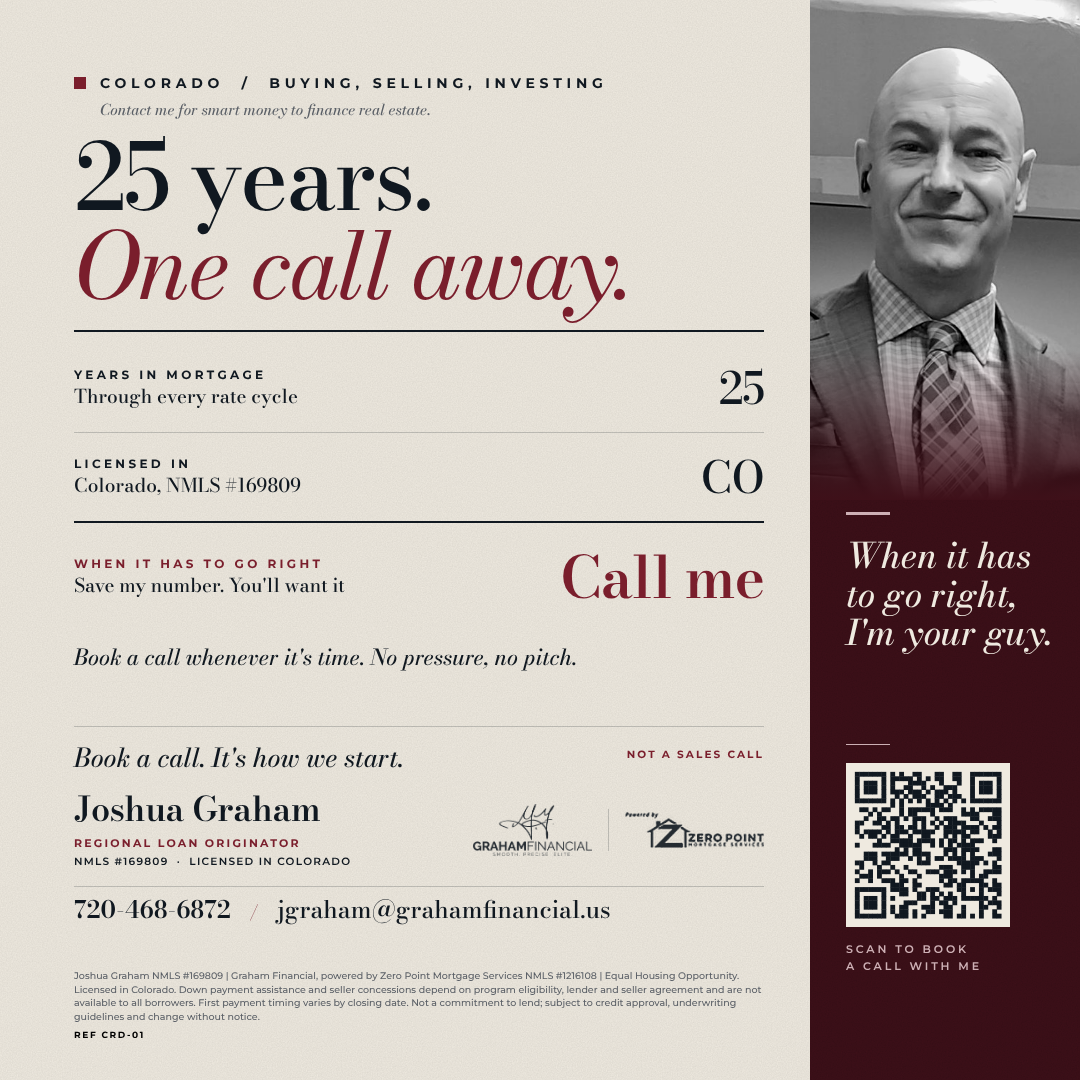 COLORADO / BUYING, SELLING, INVESTING
Contact me for smart money to finance real estate.
25 years.
One call away.
YEARS IN MORTGAGE
Through every rate cycle
25
LICENSED IN
Colorado, NMLS #169809
CO
WHEN IT HAS TO GO RIGHT
Save my number. You'll want it
Call me
Book a call whenever it's time. No pressure, no pitch.
Book a call. It's how we start.
NOT A SALES CALL
Joshua Graham
REGIONAL LOAN ORIGINATOR
NMLS #169809 · LICENSED IN COLORADO
GRAHAMFINANCIAL
SMOOTH. PRECISE. ELITE.
Powered by
ZERO POINT
MORTGAGE SERVICES
720-468-6872 / jgraham@grahamfinancial.us
Joshua Graham NMLS #169809 | Graham Financial, powered by Zero Point Mortgage Services NMLS #1216108 | Equal Housing Opportunity.
Licensed in Colorado. Down payment assistance and seller concessions depend on program eligibility, lender and seller agreement and are not
available to all borrowers. First payment timing varies by closing date. Not a commitment to lend; subject to credit approval, underwriting
guidelines and change without notice.
REF CRD-01
When it has
to go right,
I'm your guy.
SCAN TO BOOK
A CALL WITH ME